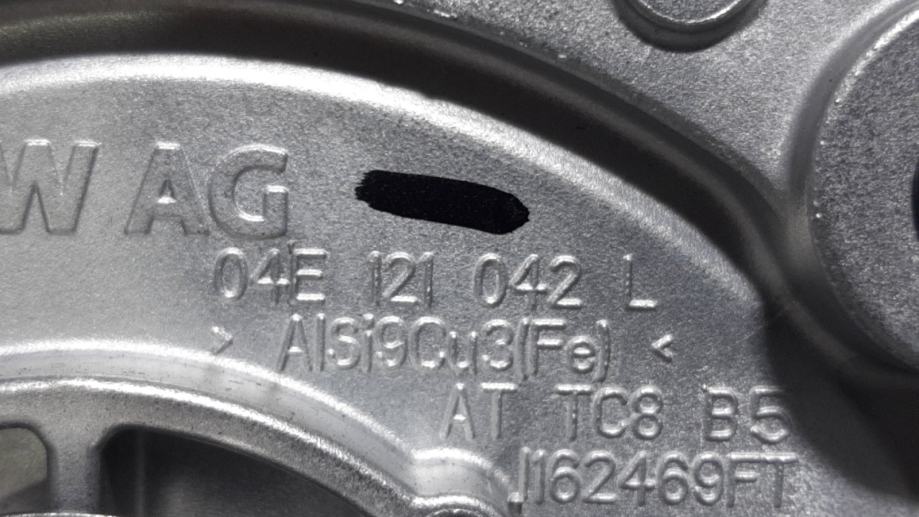 W AG
04E 121 042 L
> AlSi9Cu3(Fe) <
AT TC8 B5
J162469FT